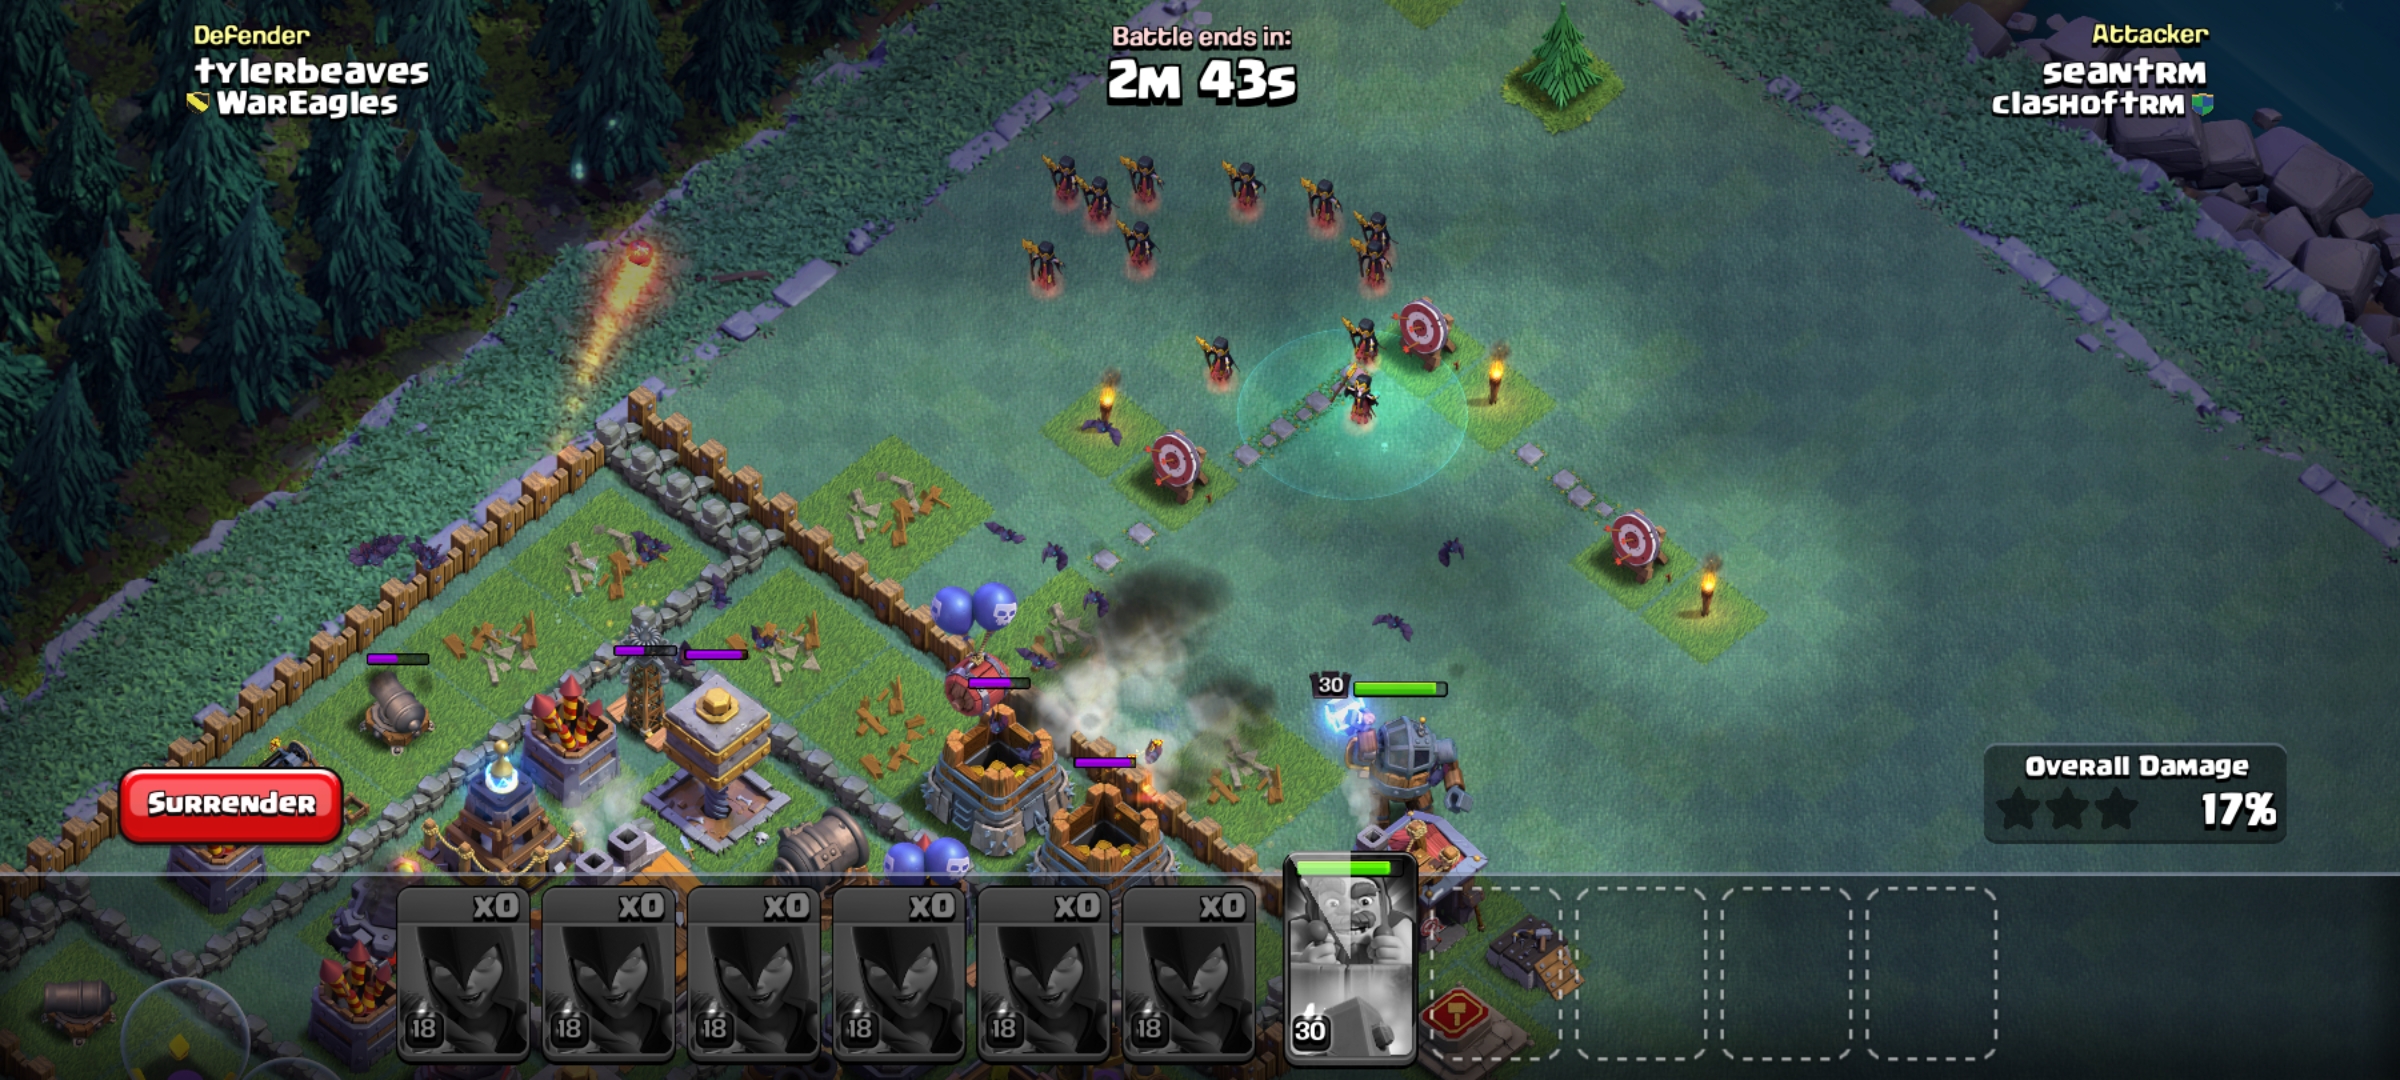 Defender
tylerbeaves
WarEagles
Battle ends in:
2M 43s
Attacker
seantRM
clashoftRM
30
Surrender
Overall Damage
17%
x0
x0
x0
x0
x0
x0
18
18
18
18
18
18
30